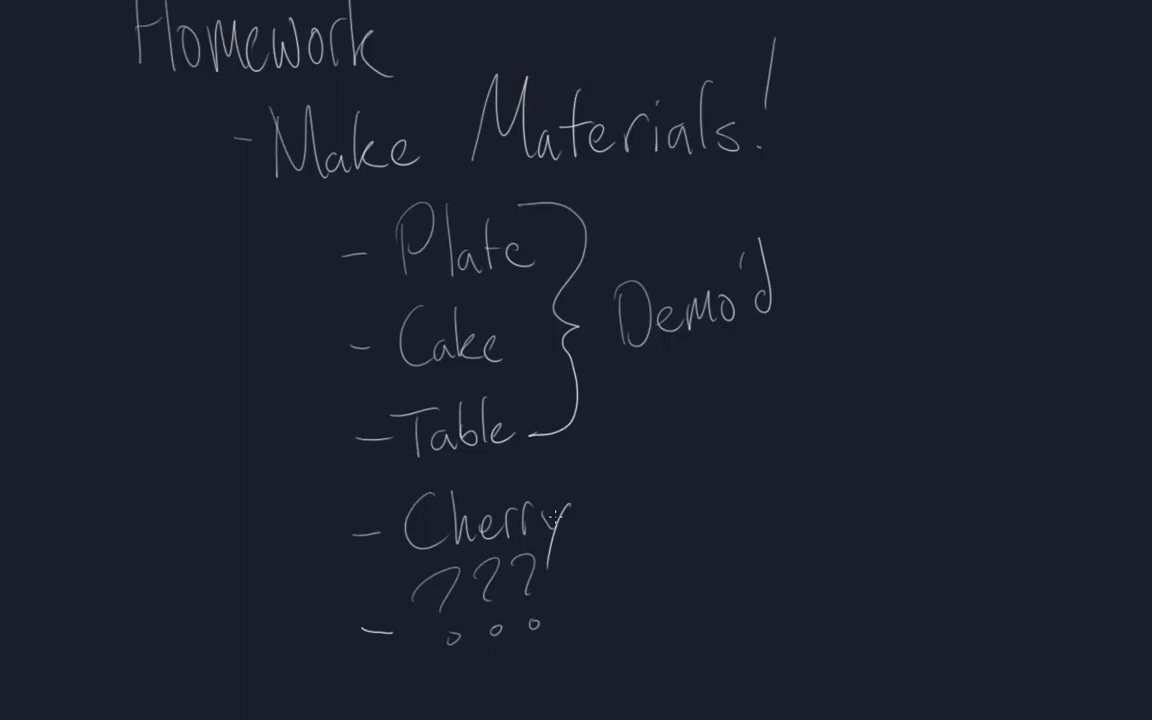 Homework
- Make Materials!
- Plate
- Cake
Demo'd
- Table
- Cherry
- ???